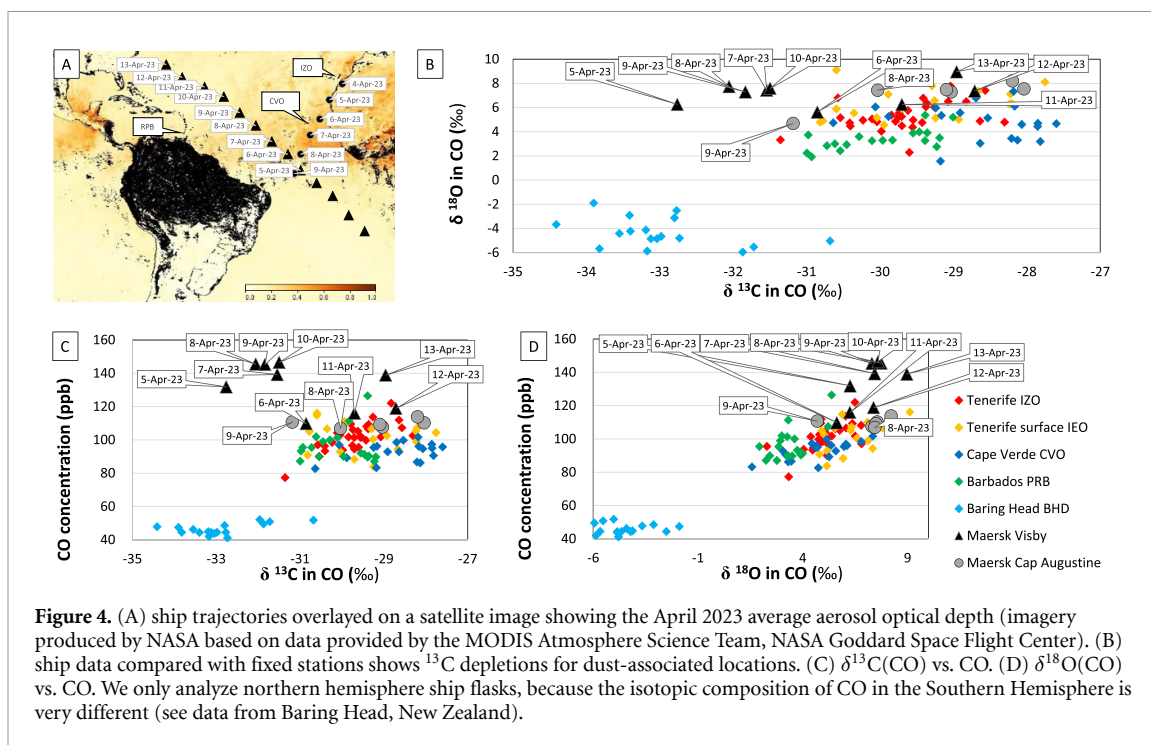 A
13-Apr-23
12-Apr-23
11-Apr-23
10-Apr-23
9-Apr-23
8-Apr-23
7-Apr-23
6-Apr-23
5-Apr-23
IZO
4-Apr-23
5-Apr-23
CVO
6-Apr-23
7-Apr-23
8-Apr-23
9-Apr-23
RPB
0.0 0.2 0.4 0.6 0.8 1.0
B
δ 18O in CO (‰)
10
8
6
4
2
0
-2
-4
-6
5-Apr-23
9-Apr-23
8-Apr-23
7-Apr-23
10-Apr-23
6-Apr-23
8-Apr-23
13-Apr-23
12-Apr-23
11-Apr-23
9-Apr-23
-35 -34 -33 -32 -31 -30 -29 -28 -27
δ 13C in CO (‰)
C
CO concentration (ppb)
160
140
120
100
80
60
40
8-Apr-23
9-Apr-23
10-Apr-23
7-Apr-23
5-Apr-23
11-Apr-23
13-Apr-23
8-Apr-23
12-Apr-23
6-Apr-23
9-Apr-23
-35 -33 -31 -29 -27
δ 13C in CO (‰)
D
CO concentration (ppb)
160
140
120
100
80
60
40
5-Apr-23
6-Apr-23
7-Apr-23
8-Apr-23
9-Apr-23
10-Apr-23
11-Apr-23
13-Apr-23
12-Apr-23
9-Apr-23
8-Apr-23
-6 -1 4 9
δ 18O in CO (‰)
Tenerife IZO
Tenerife surface IEO
Cape Verde CVO
Barbados PRB
Baring Head BHD
Maersk Visby
Maersk Cap Augustine
Figure 4. (A) ship trajectories overlayed on a satellite image showing the April 2023 average aerosol optical depth (imagery
produced by NASA based on data provided by the MODIS Atmosphere Science Team, NASA Goddard Space Flight Center). (B)
ship data compared with fixed stations shows 13C depletions for dust-associated locations. (C) δ13C(CO) vs. CO. (D) δ18O(CO)
vs. CO. We only analyze northern hemisphere ship flasks, because the isotopic composition of CO in the Southern Hemisphere is
very different (see data from Baring Head, New Zealand).